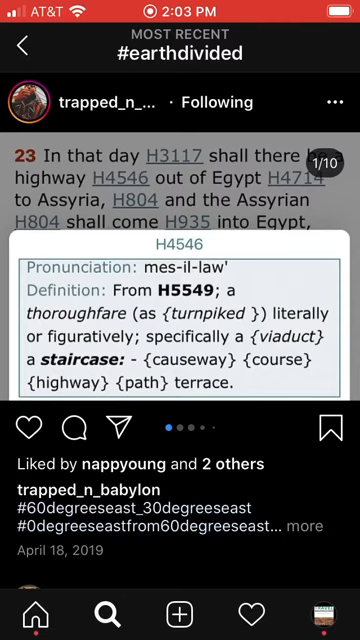 AT&T 2:03 PM
MOST RECENT
#earthdivided
trapped_n_... · Following
23 In that day H3117 shall there be a
1/10
highway H4546 out of Egypt H4714
to Assyria, H804 and the Assyrian
H804 shall come H935 into Egypt,
H4546
Pronunciation: mes-il-law'
Definition: From H5549; a
thoroughfare (as {turnpiked }) literally
or figuratively; specifically a {viaduct}
a staircase: - {causeway} {course}
{highway} {path} terrace.
Liked by nappyoung and 2 others
trapped_n_babylon
#60degreeseast_30degreeseast
#0degreeseastfrom60degreeseast... more
April 18, 2019